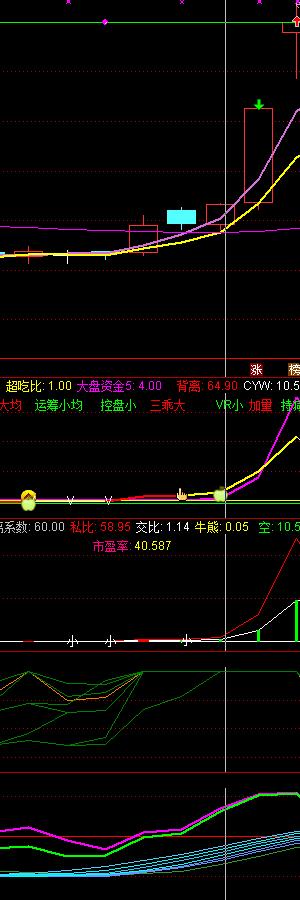 涨 榜
超吃比: 1.00 大盘资金5: 4.00 背离: 64.90 CYW: 10.5
大均 运筹小均 控盘小 三乖大 VR小 加量 持
V V
高系数: 60.00 私比: 58.95 交比: 1.14 牛熊: 0.05 空: 10.5
市盈率: 40.587
小 小 小